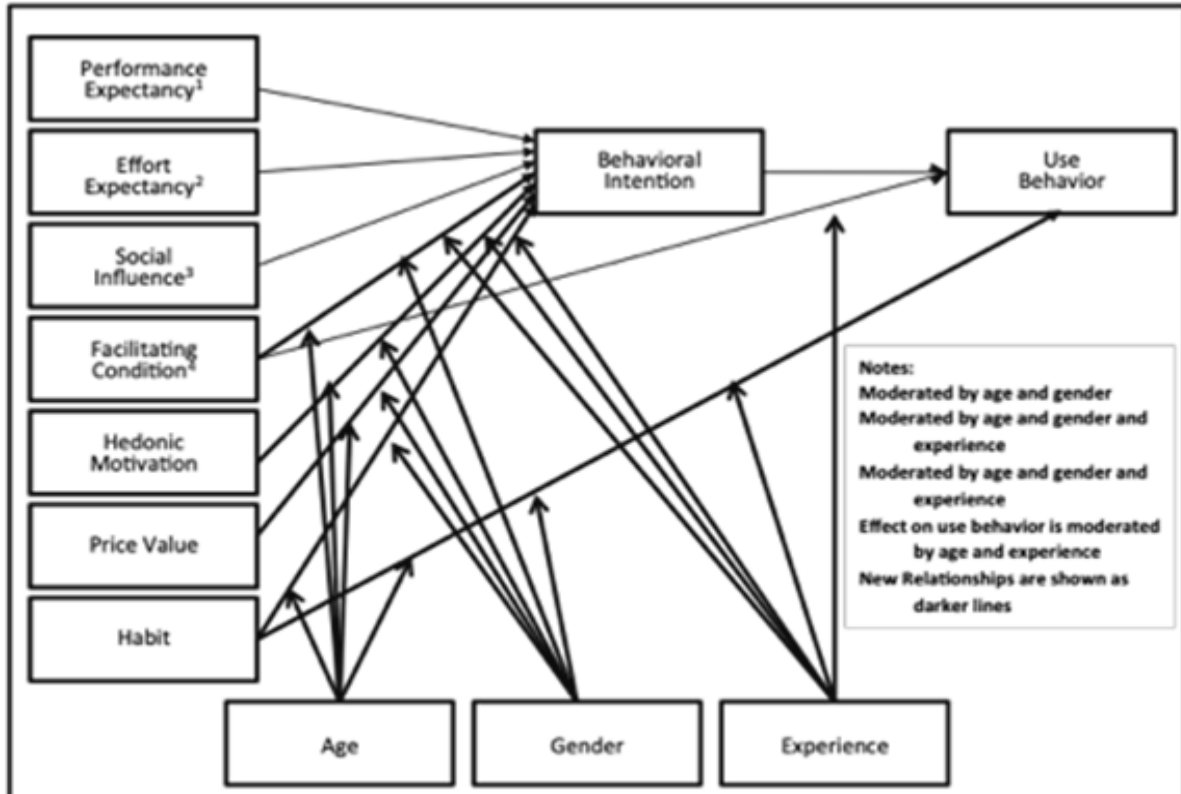 Performance
Expectancy¹
Effort
Expectancy²
Social
Influence³
Facilitating
Condition⁴
Hedonic
Motivation
Price Value
Habit
Behavioral
Intention
Use
Behavior
Notes:
Moderated by age and gender
Moderated by age and gender and
experience
Moderated by age and gender and
experience
Effect on use behavior is moderated
by age and experience
New Relationships are shown as
darker lines
Age
Gender
Experience